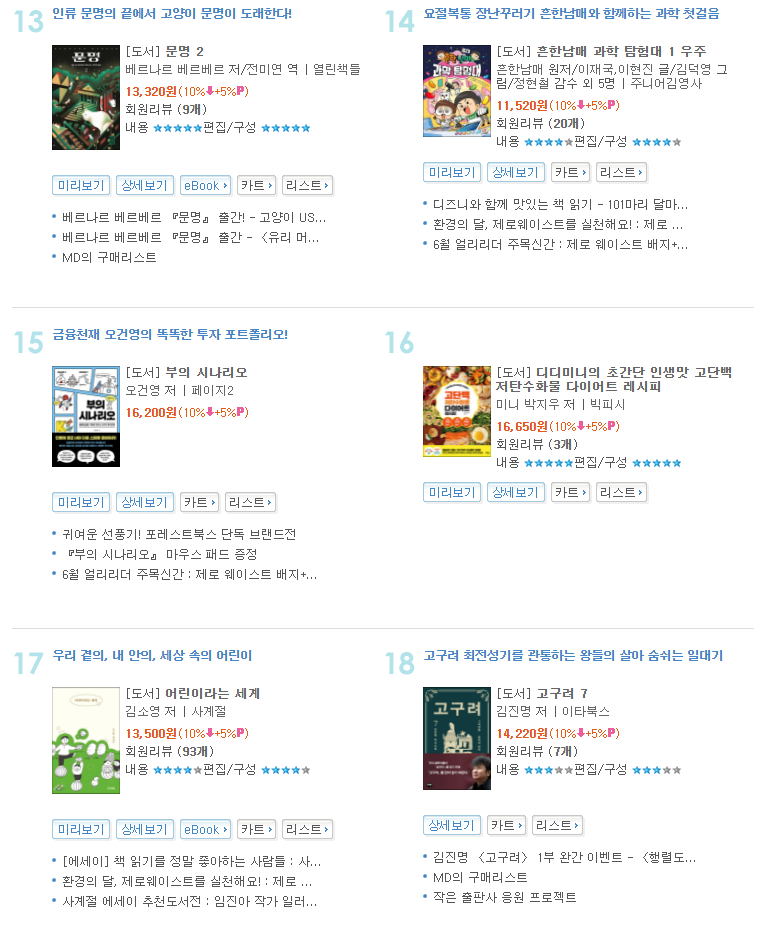 13 인류 문명의 끝에서 고양이 문명이 도래한다!
[도서] 문명 2
베르나르 베르베르 저/전미연 역 | 열린책들
13,320원(10%↓+5%P)
회원리뷰 (9개)
내용 ★★★★★편집/구성 ★★★★★
미리보기 상세보기 eBook 카트 리스트
베르나르 베르베르 『문명』 출간! - 고양이 US...
베르나르 베르베르 『문명』 출간 - 〈유리 머...
MD의 구매리스트
14 요절복통 장난꾸러기 흔한남매와 함께하는 과학 첫걸음
[도서] 흔한남매 과학 탐험대 1 우주
흔한남매 원저/이재국,이현진 글/김덕영 그
림/정현철 감수 외 5명 | 주니어김영사
11,520원(10%↓+5%P)
회원리뷰 (20개)
내용 ★★★★★편집/구성 ★★★★★
미리보기 상세보기 카트 리스트
디즈니와 함께 맛있는 책 읽기 - 101마리 달마...
환경의 달, 제로웨이스트를 실천해요! : 제로 ...
6월 얼리리더 주목신간 : 제로 웨이스트 배지+...
15 금융천재 오건영의 똑똑한 투자 포트폴리오!
부의
시나리오
[도서] 부의 시나리오
오건영 저 | 페이지2
16,200원(10%↓+5%P)
미리보기 상세보기 카트 리스트
귀여운 선풍기! 포레스트북스 단독 브랜드전
『부의 시나리오』 마우스 패드 증정
6월 얼리리더 주목신간 : 제로 웨이스트 배지+...
16
고단백
[도서] 디디미니의 초간단 인생맛 고단백
저탄수화물 다이어트 레시피
미니 박지우 저 | 빅피시
16,650원(10%↓+5%P)
회원리뷰 (3개)
내용 ★★★★★편집/구성 ★★★★★
미리보기 상세보기 카트 리스트
17 우리 곁의, 내 안의, 세상 속의 어린이
[도서] 어린이라는 세계
김소영 저 | 사계절
13,500원(10%↓+5%P)
회원리뷰 (93개)
내용 ★★★★★편집/구성 ★★★★★
미리보기 상세보기 eBook 카트 리스트
[에세이] 책 읽기를 정말 좋아하는 사람들 : 사...
환경의 달, 제로웨이스트를 실천해요! : 제로 ...
사계절 에세이 추천도서전 : 임진아 작가 일러...
18 고구려 최전성기를 관통하는 왕들의 살아 숨쉬는 일대기
고구려
[도서] 고구려 7
김진명 저 | 이타북스
14,220원(10%↓+5%P)
회원리뷰 (7개)
내용 ★★★★★편집/구성 ★★★★★
상세보기 카트 리스트
김진명 〈고구려〉 1부 완간 이벤트 - 〈행렬도...
MD의 구매리스트
작은 출판사 응원 프로젝트